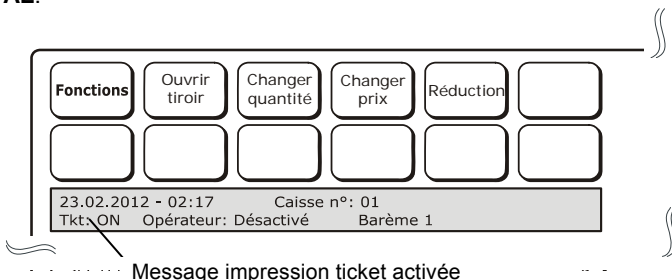 Fonctions
Ouvrir
tiroir
Changer
quantité
Changer
prix
Réduction
23.02.2012 - 02:17 Caisse n°: 01
Tkt: ON Opérateur: Désactivé Barème 1
Message impression ticket activée